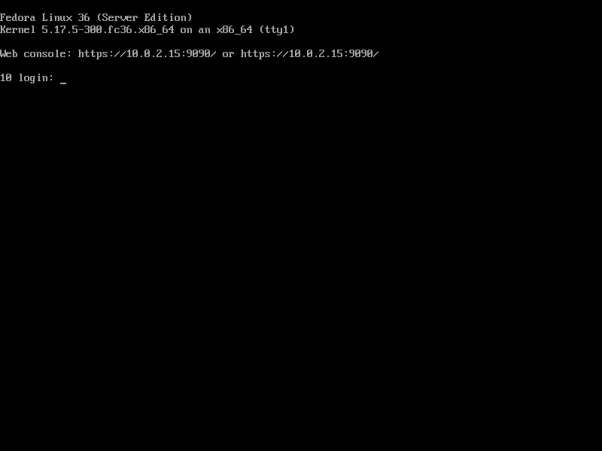 Fedora Linux 36 (Server Edition)
Kernel 5.17.5-300.fc36.x86_64 on an x86_64 (tty1)
Web console: https://10.0.2.15:9090/ or https://10.0.2.15:9090/
10 login: _